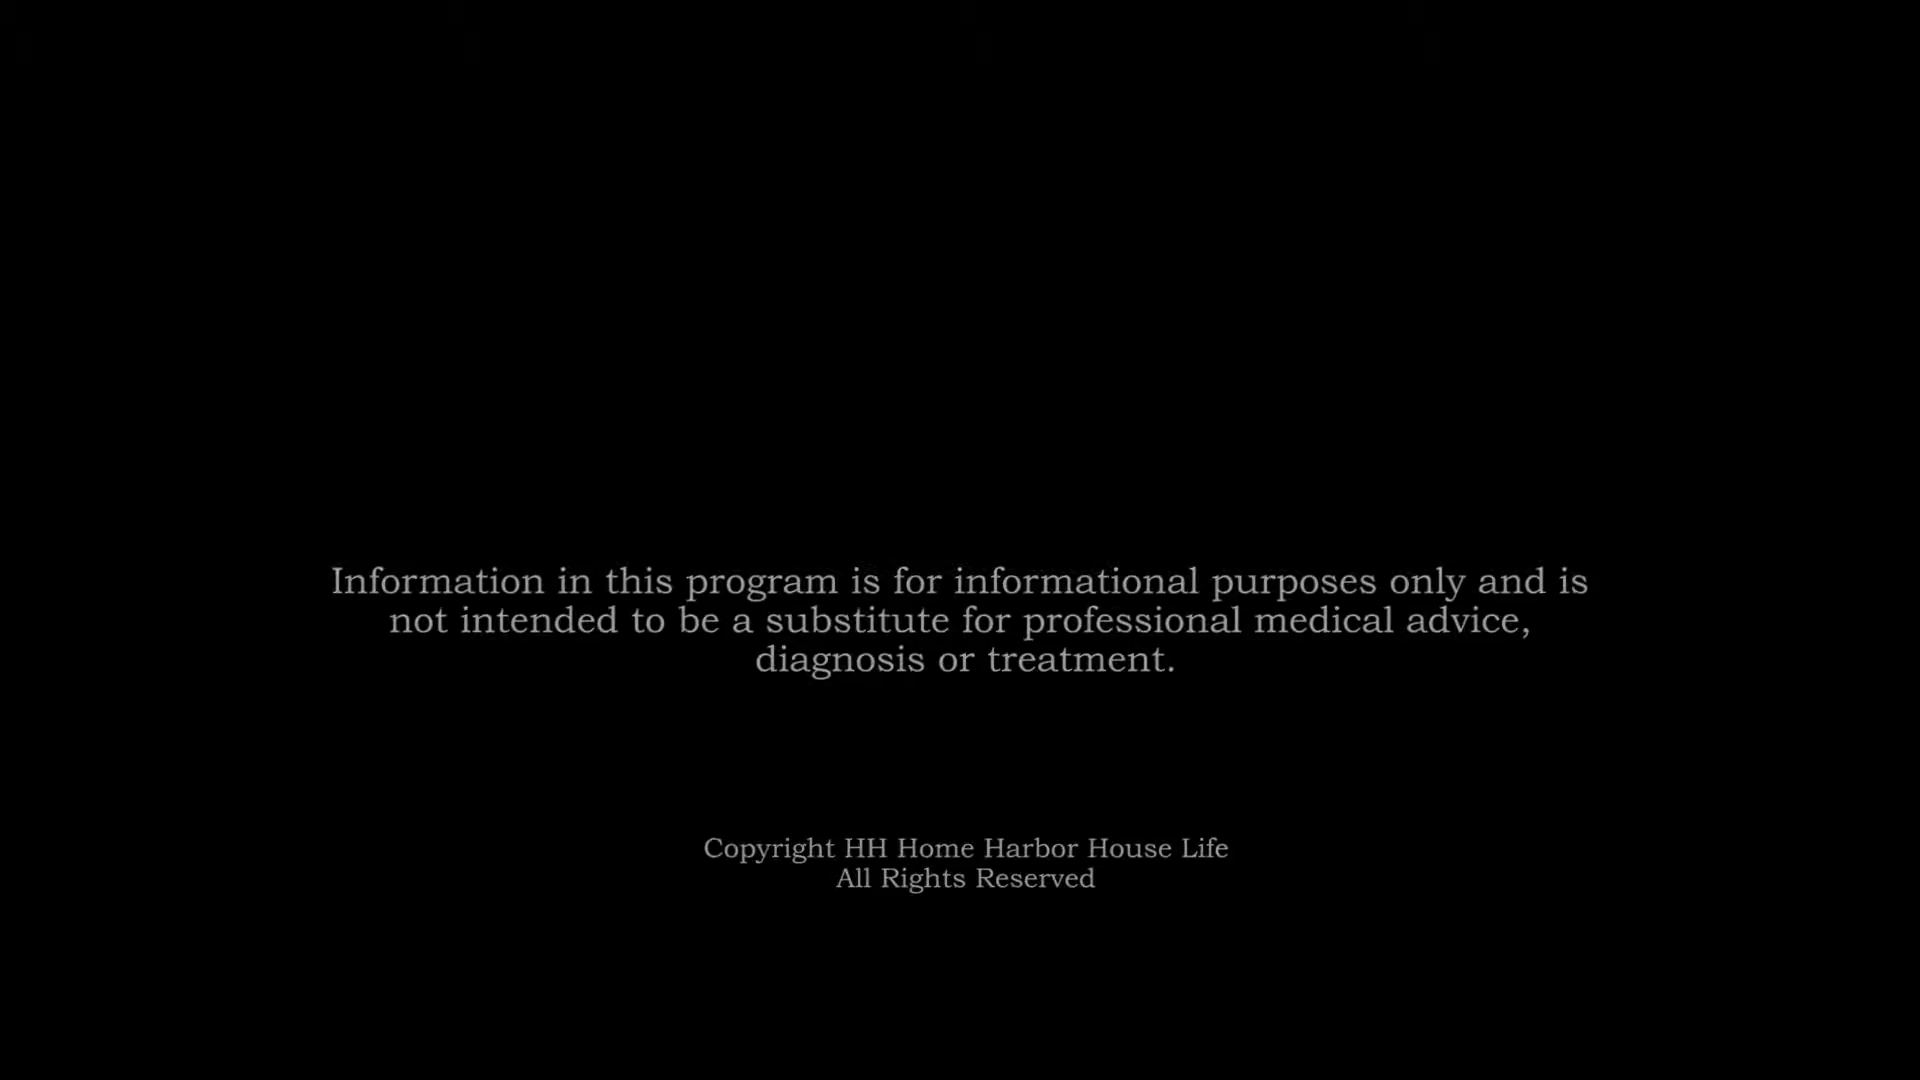 Information in this program is for informational purposes only and is
not intended to be a substitute for professional medical advice,
diagnosis or treatment.
Copyright HH Home Harbor House Life
All Rights Reserved